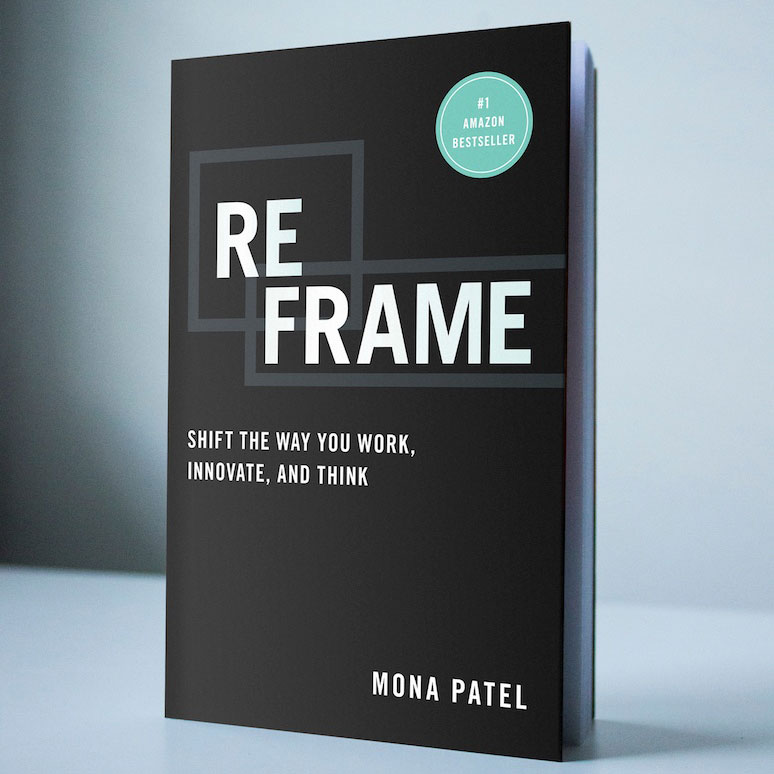 #1
AMAZON
BESTSELLER
RE
FRAME
SHIFT THE WAY YOU WORK,
INNOVATE, AND THINK
MONA PATEL